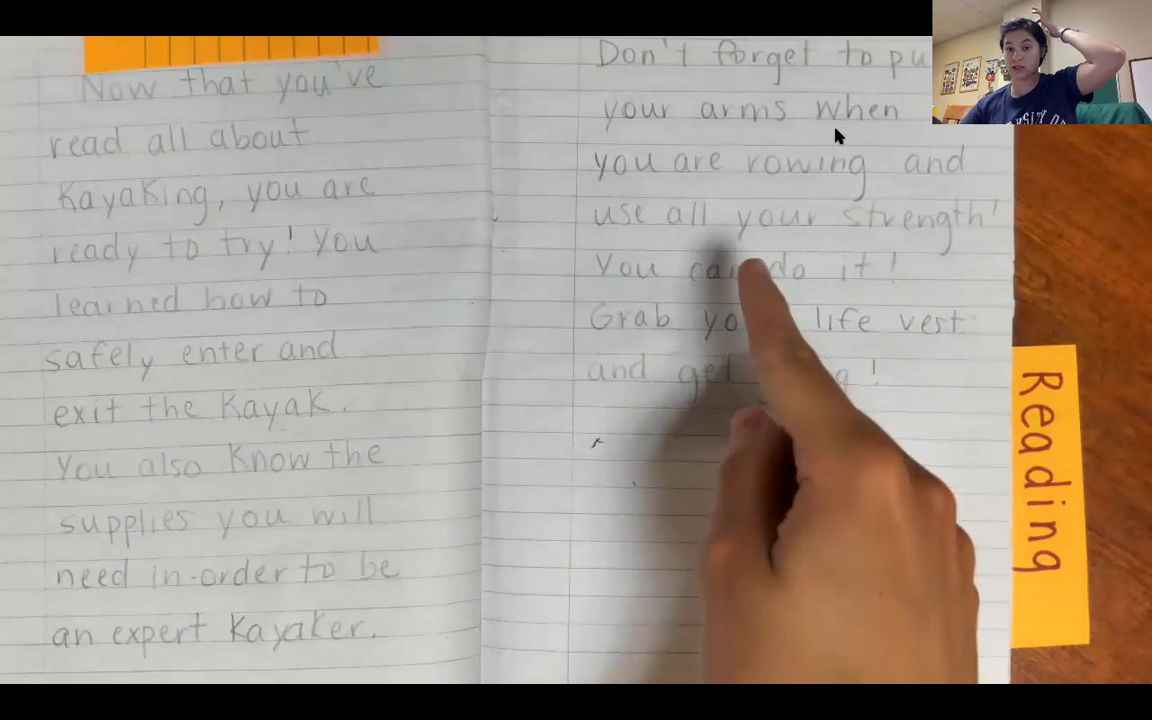 Now that you've
read all about
Kayaking, you are
ready to try! You
learned how to
safely enter and
exit the Kayak.
You also Know the
supplies you will
need in-order to be
an expert Kayaker.
Don't forget to
your arms when
you are rowing and
use all your strength!
You do it!
Grab life vest
and !
Reading